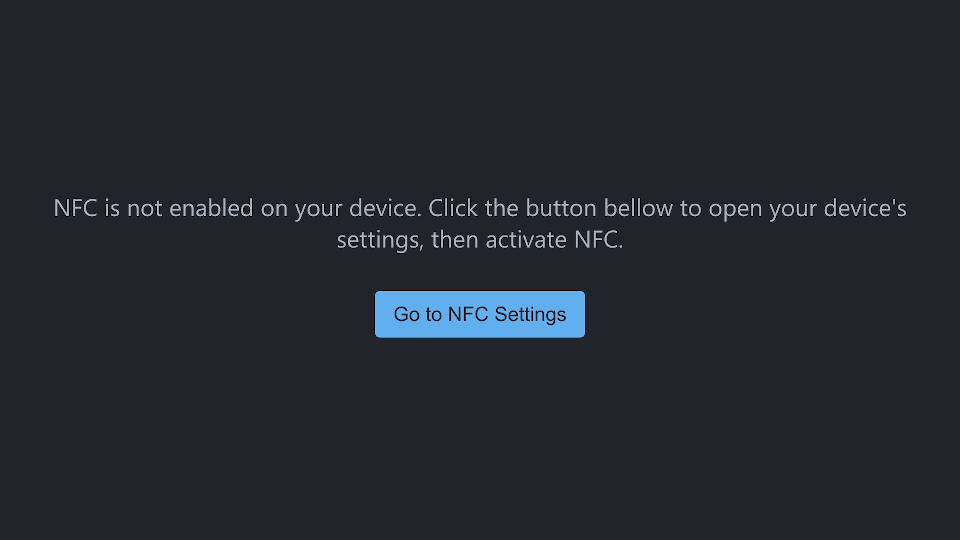 NFC is not enabled on your device. Click the button bellow to open your device's
settings, then activate NFC.
Go to NFC Settings